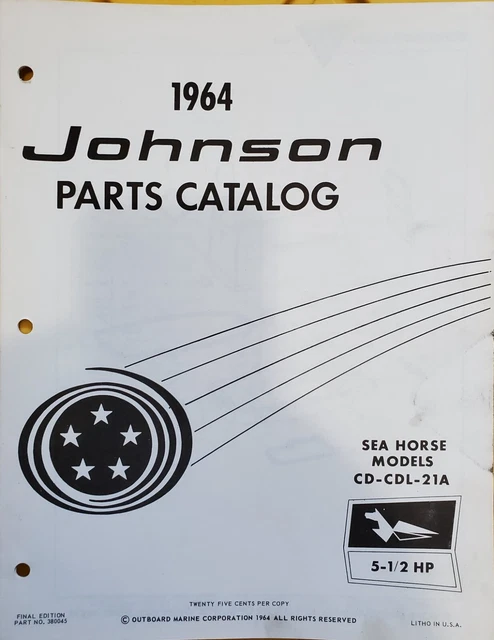 1964
Johnson
PARTS CATALOG
SEA HORSE
MODELS
CD-CDL-21A
5-1/2 HP
TWENTY FIVE CENTS PER COPY
FINAL EDITION
PART NO. 380045
© OUTBOARD MARINE CORPORATION 1964 ALL RIGHTS RESERVED
LITHO IN U.S.A.